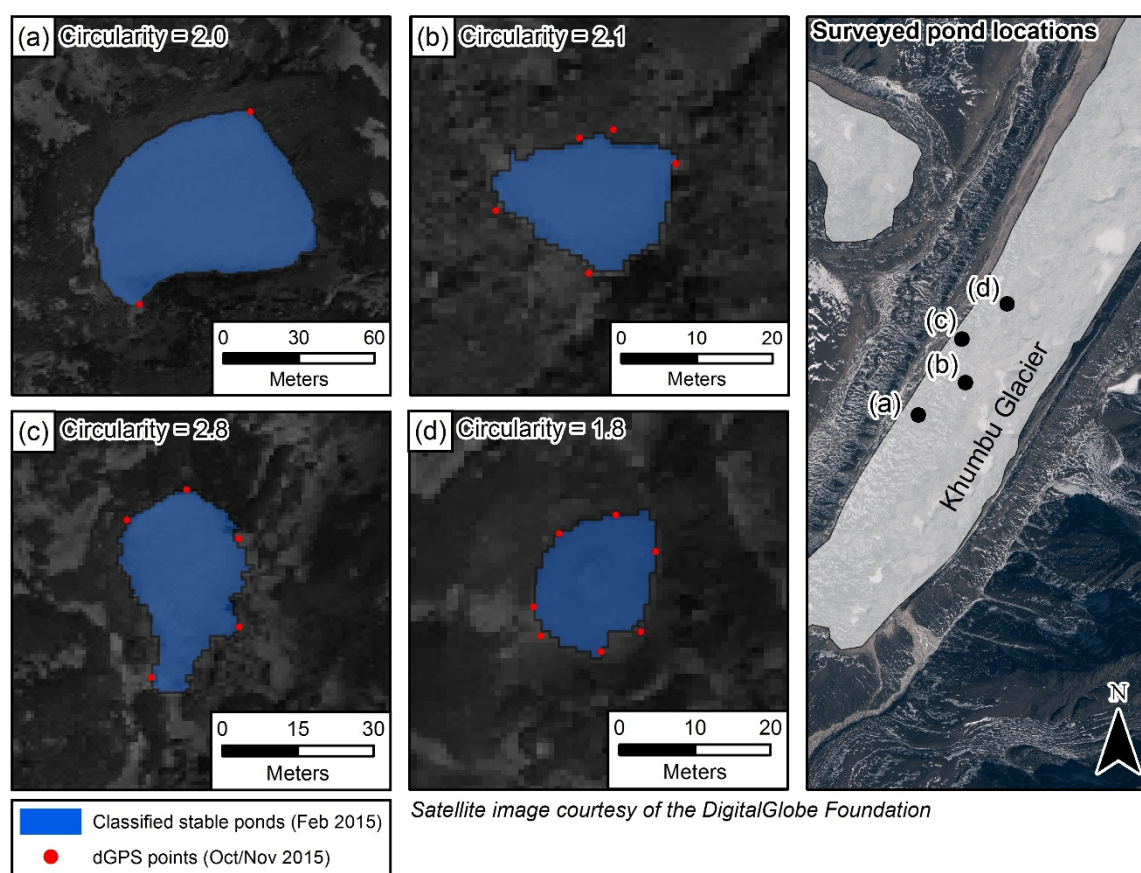 (a) Circularity = 2.0
0 30 60
Meters
(b) Circularity = 2.1
0 10 20
Meters
Surveyed pond locations
(d)
(c)
(b)
(a)
Khumbu Glacier
N
(c) Circularity = 2.8
0 15 30
Meters
(d) Circularity = 1.8
0 10 20
Meters
Classified stable ponds (Feb 2015)
dGPS points (Oct/Nov 2015)
Satellite image courtesy of the DigitalGlobe Foundation